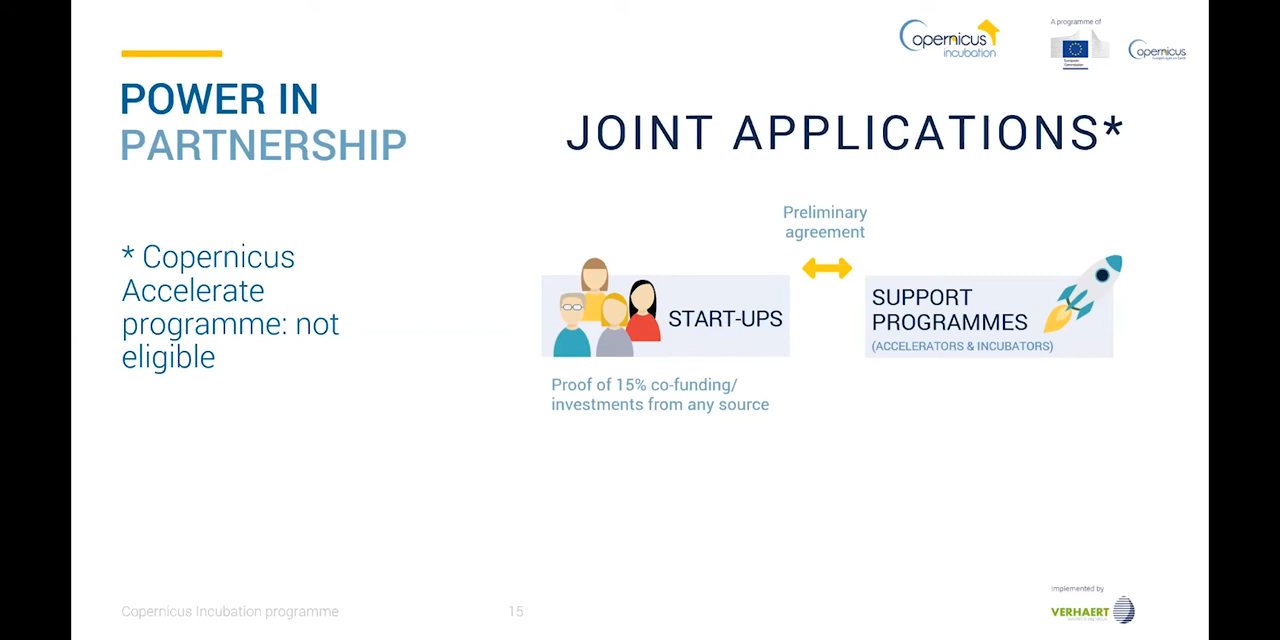 Copernicus
incubation
A programme of
European
Commission
Copernicus
POWER IN
PARTNERSHIP
JOINT APPLICATIONS*
Preliminary
agreement
* Copernicus
Accelerate
programme: not
eligible
START-UPS
SUPPORT
PROGRAMMES
(ACCELERATORS & INCUBATORS)
Proof of 15% co-funding/
investments from any source
Copernicus Incubation programme
15
Implemented by
VERHAERT